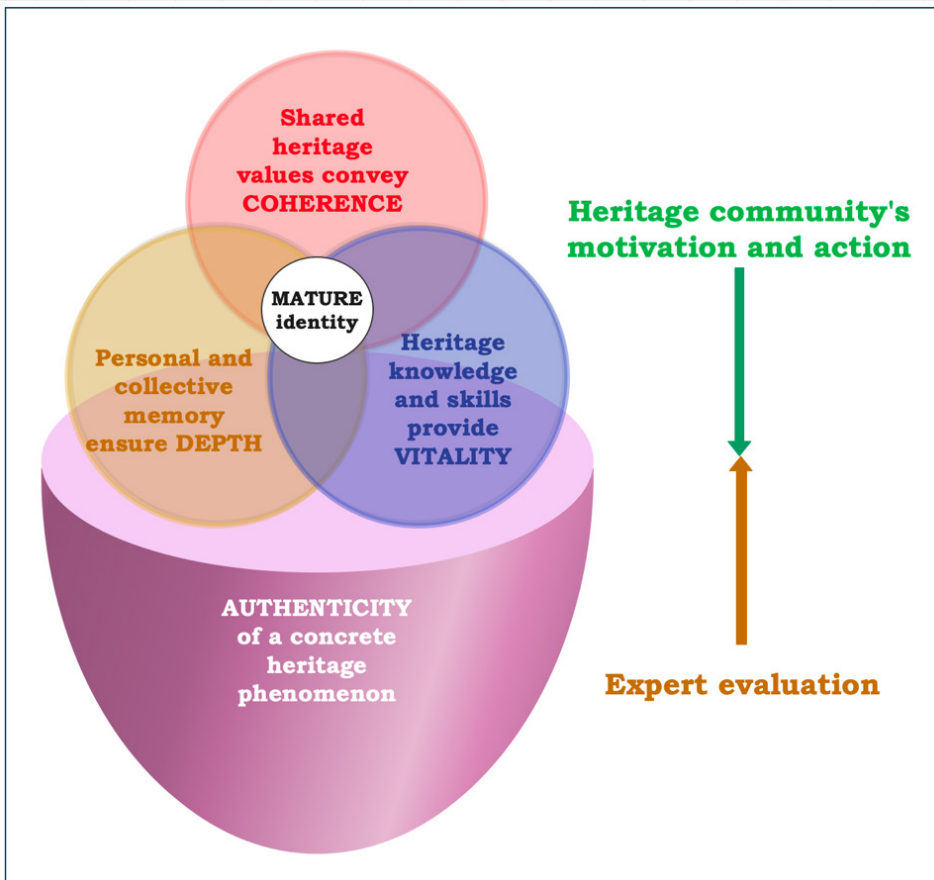 Shared
heritage
values convey
COHERENCE
Heritage community's
motivation and action
MATURE
identity
Personal and
collective
memory
ensure DEPTH
Heritage
knowledge
and skills
provide
VITALITY
AUTHENTICITY
of a concrete
heritage
phenomenon
Expert evaluation